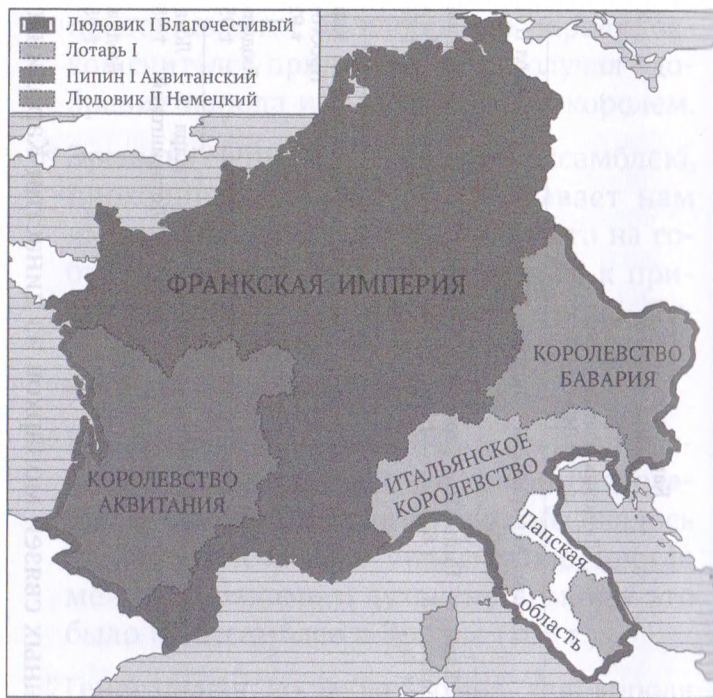 Людовик I Благочестивый
Лотарь I
Пипин I Аквитанский
Людовик II Немецкий
ФРАНКСКАЯ ИМПЕРИЯ
КОРОЛЕВСТВО
БАВАРИЯ
ИТАЛЬЯНСКОЕ
КОРОЛЕВСТВО
КОРОЛЕВСТВО
АКВИТАНИЯ
Папская
область